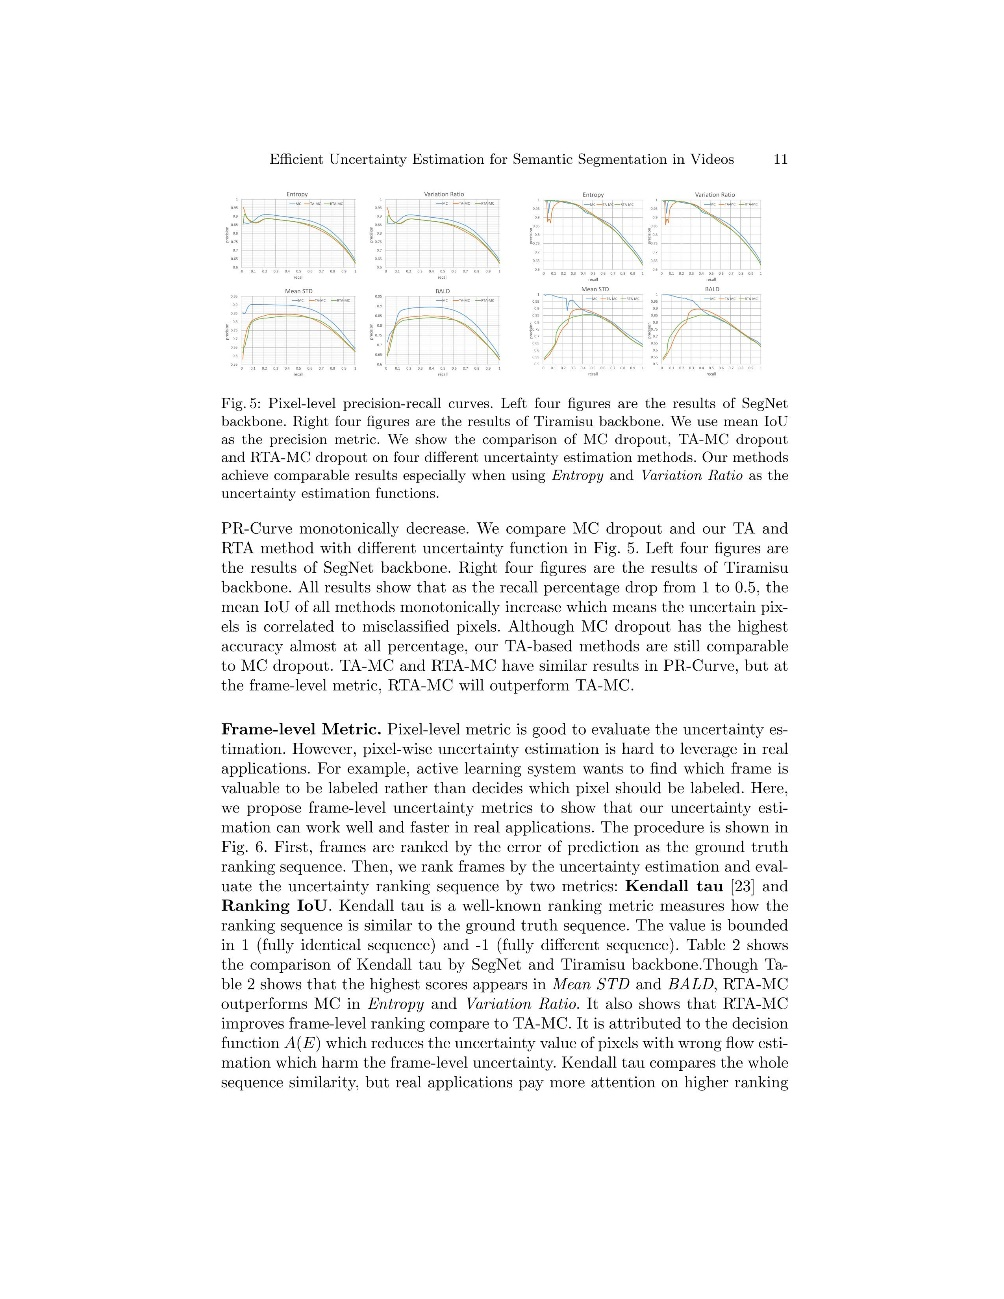 Efficient Uncertainty Estimation for Semantic Segmentation in Videos 11
Entropy
Variation Ratio
Entropy
Variation Ratio
Mean STD
BALD
Mean STD
BALD
Fig. 5: Pixel-level precision-recall curves. Left four figures are the results of SegNet
backbone. Right four figures are the results of Tiramisu backbone. We use mean IoU
as the precision metric. We show the comparison of MC dropout, TA-MC dropout
and RTA-MC dropout on four different uncertainty estimation methods. Our methods
achieve comparable results especially when using Entropy and Variation Ratio as the
uncertainty estimation functions.
PR-Curve monotonically decrease. We compare MC dropout and our TA and
RTA method with different uncertainty function in Fig. 5. Left four figures are
the results of SegNet backbone. Right four figures are the results of Tiramisu
backbone. All results show that as the recall percentage drop from 1 to 0.5, the
mean IoU of all methods monotonically increase which means the uncertain pix-
els is correlated to misclassified pixels. Although MC dropout has the highest
accuracy almost at all percentage, our TA-based methods are still comparable
to MC dropout. TA-MC and RTA-MC have similar results in PR-Curve, but at
the frame-level metric, RTA-MC will outperform TA-MC.
Frame-level Metric. Pixel-level metric is good to evaluate the uncertainty es-
timation. However, pixel-wise uncertainty estimation is hard to leverage in real
applications. For example, active learning system wants to find which frame is
valuable to be labeled rather than decides which pixel should be labeled. Here,
we propose frame-level uncertainty metrics to show that our uncertainty esti-
mation can work well and faster in real applications. The procedure is shown in
Fig. 6. First, frames are ranked by the error of prediction as the ground truth
ranking sequence. Then, we rank frames by the uncertainty estimation and eval-
uate the uncertainty ranking sequence by two metrics: Kendall tau [23] and
Ranking IoU. Kendall tau is a well-known ranking metric measures how the
ranking sequence is similar to the ground truth sequence. The value is bounded
in 1 (fully identical sequence) and -1 (fully different sequence). Table 2 shows
the comparison of Kendall tau by SegNet and Tiramisu backbone.Though Ta-
ble 2 shows that the highest scores appears in Mean STD and BALD, RTA-MC
outperforms MC in Entropy and Variation Ratio. It also shows that RTA-MC
improves frame-level ranking compare to TA-MC. It is attributed to the decision
function A(E) which reduces the uncertainty value of pixels with wrong flow esti-
mation which harm the frame-level uncertainty. Kendall tau compares the whole
sequence similarity, but real applications pay more attention on higher ranking